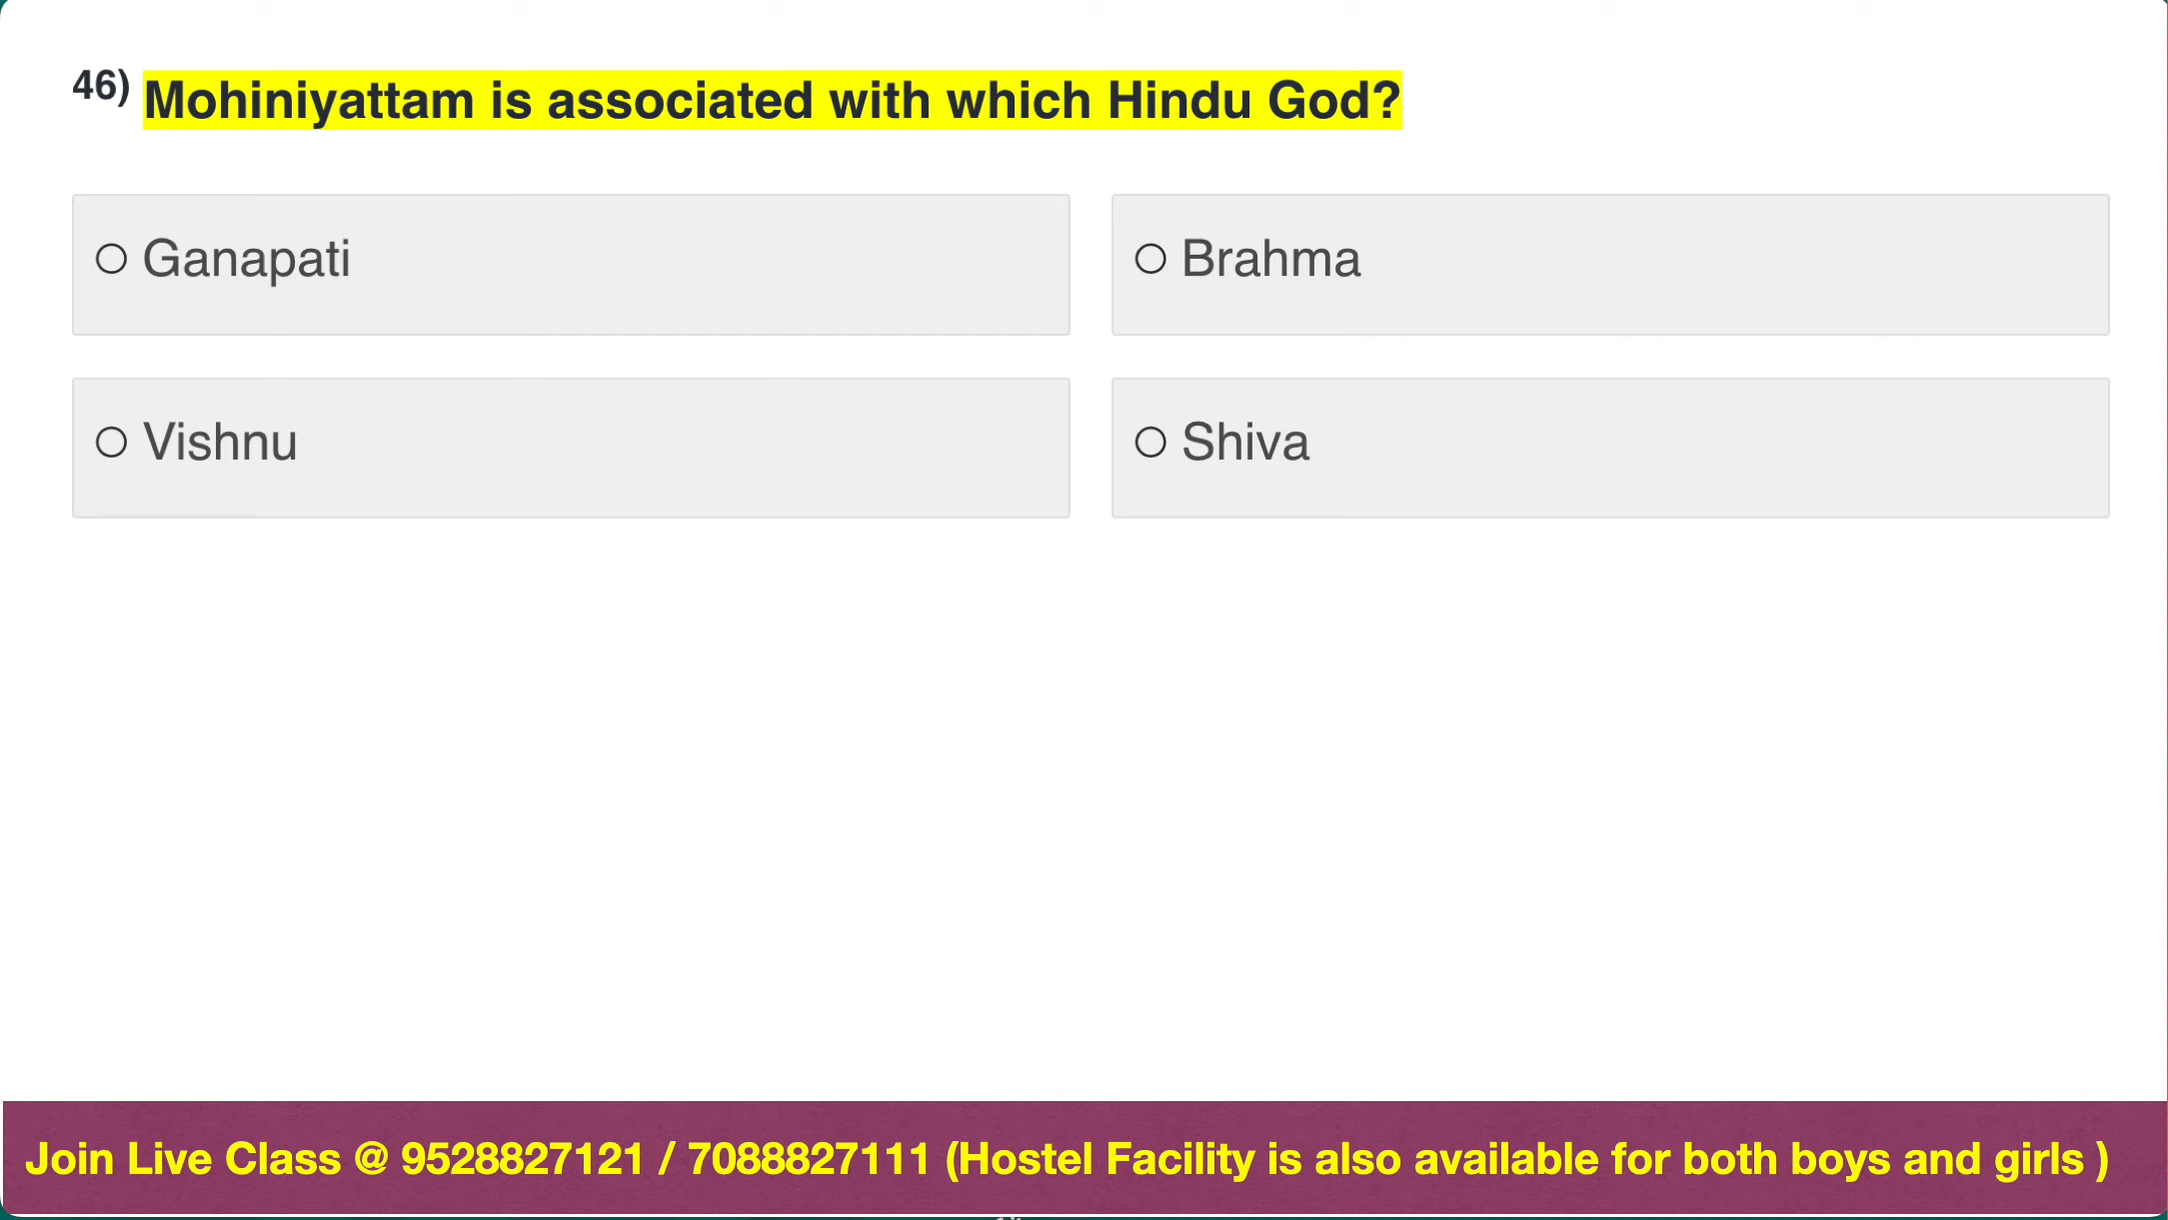 46) Mohiniyattam is associated with which Hindu God?
Ganapati
Brahma
Vishnu
Shiva
Join Live Class @ 9528827121 / 7088827111 (Hostel Facility is also available for both boys and girls )